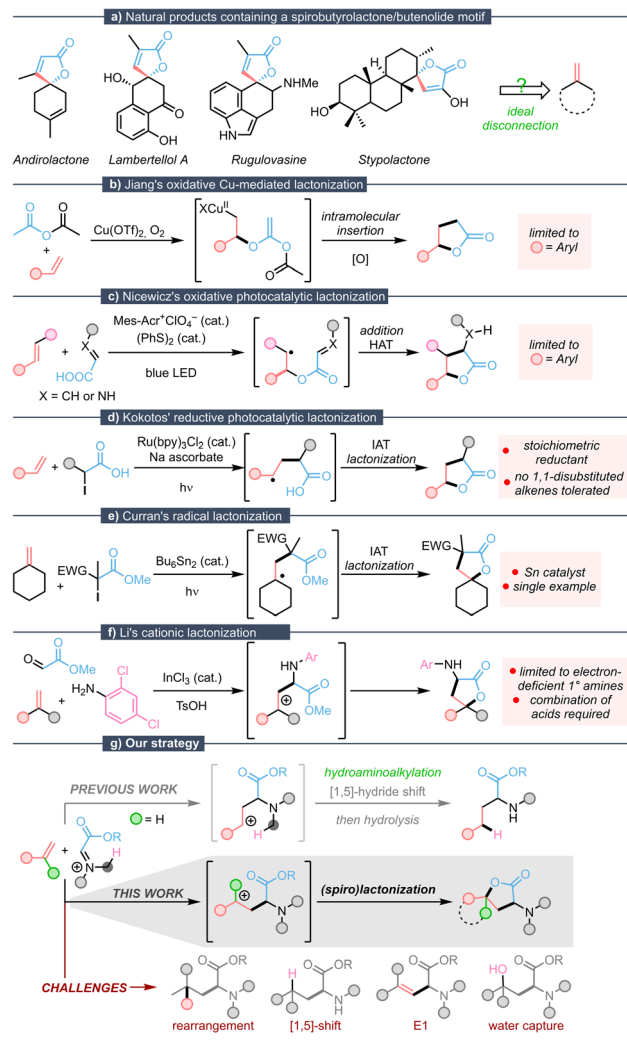 a) Natural products containing a spirobutyrolactone/butenolide motif
O
O
O
O
O
O
O
O
HO
NHMe
H
O
OH
HO
H
HN
O
OH
?
ideal
disconnection
Andirolactone
Lambertellol A
Rugulovasine
Stypolactone
b) Jiang's oxidative Cu-mediated lactonization
O
O
O
+
Cu(OTf)2, O2
XCuII
O
O
O
intramolecular
insertion
[O]
O
O
limited to
= Aryl
c) Nicewicz's oxidative photocatalytic lactonization
+
X
HOOC
X = CH or NH
Mes-Acr+ClO4− (cat.)
(PhS)2 (cat.)
blue LED
X
O
O
addition
HAT
X–H
O
O
limited to
= Aryl
d) Kokotos' reductive photocatalytic lactonization
+
O
OH
I
Ru(bpy)3Cl2 (cat.)
Na ascorbate
hν
O
HO
IAT
lactonization
O
O
stoichiometric
reductant
no 1,1-disubstituted
alkenes tolerated
e) Curran's radical lactonization
+
EWG
O
OMe
I
Bu6Sn2 (cat.)
hν
EWG
O
OMe
IAT
lactonization
EWG
O
O
Sn catalyst
single example
f) Li's cationic lactonization
O
O
OMe
+
H2N
Cl
Cl
InCl3 (cat.)
TsOH
HN–Ar
O
OMe
+
Ar–NH
O
O
limited to electron-
deficient 1° amines
combination of
acids required
g) Our strategy
PREVIOUS WORK
= H
O
OR
N
H
+
hydroaminoalkylation
[1,5]-hydride shift
then hydrolysis
O
OR
N
H
H
+
O
OR
H
N
+
THIS WORK
+
O
OR
N
(spiro)lactonization
O
O
N
CHALLENGES
O
OR
N
H
O
OR
N
H
O
OR
N
HO
O
OR
N
rearrangement
[1,5]-shift
E1
water capture